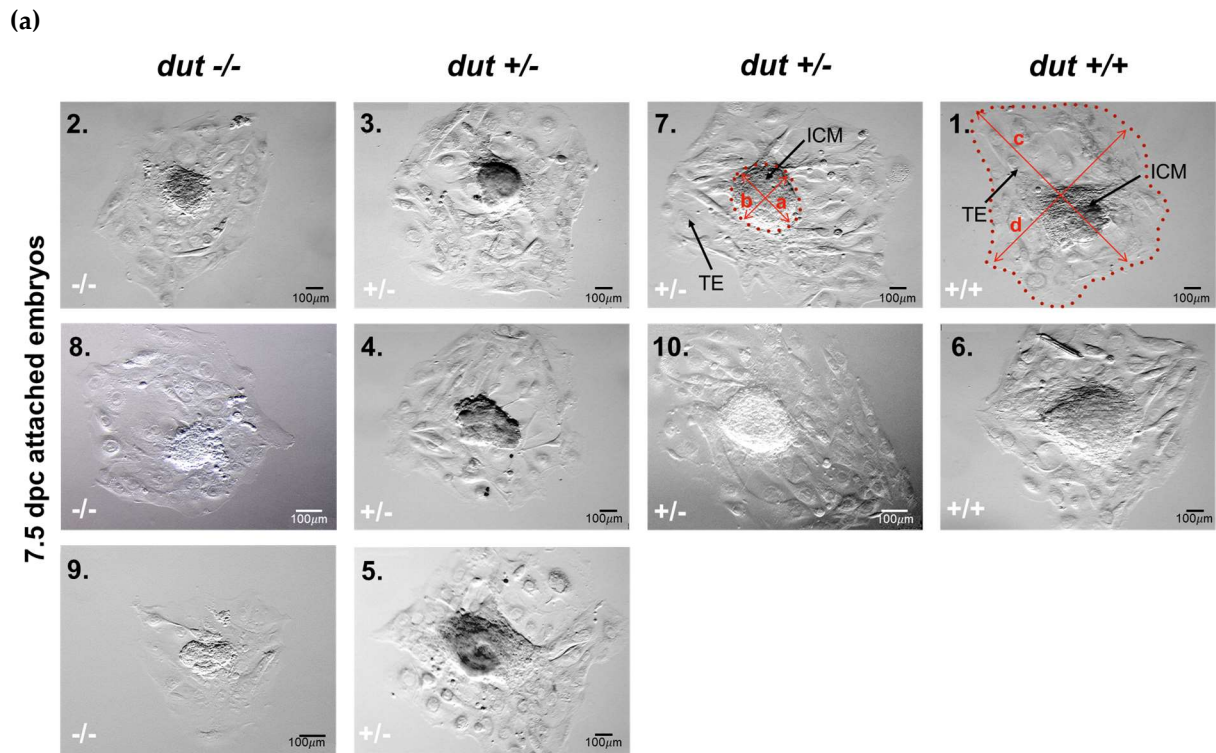 (a)
dut -/-
dut +/-
dut +/-
dut +/+
7.5 dpc attached embryos
2.
-/-
100µm
3.
+/-
100µm
7.
ICM
b
a
TE
+/-
100µm
1.
c
ICM
TE
d
+/+
100µm
8.
-/-
100µm
4.
+/-
100µm
10.
+/-
100µm
6.
+/+
100µm
9.
-/-
100µm
5.
+/-
100µm